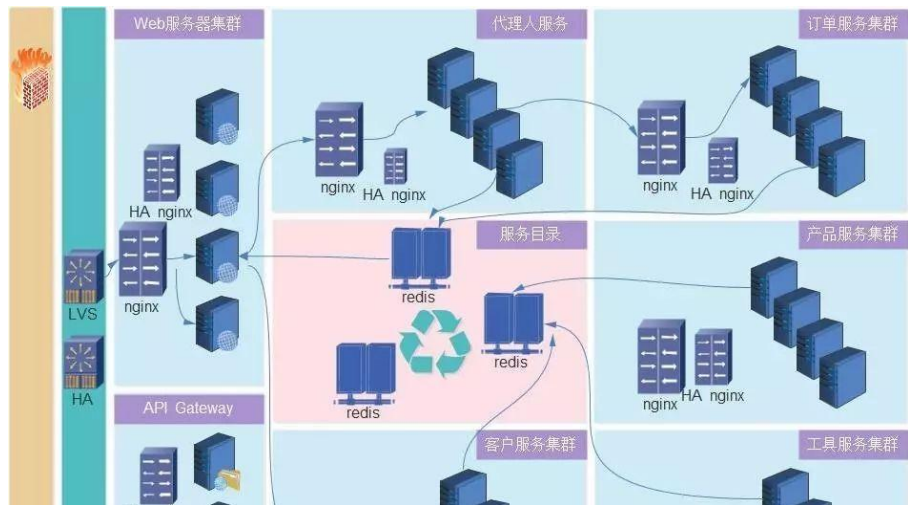 Web服务器集群
代理人服务
订单服务集群
nginx
HA nginx
nginx
HA nginx
HA nginx
nginx
LVS
HA
服务目录
redis
redis
redis
产品服务集群
nginx
HA nginx
API Gateway
客户服务集群
工具服务集群